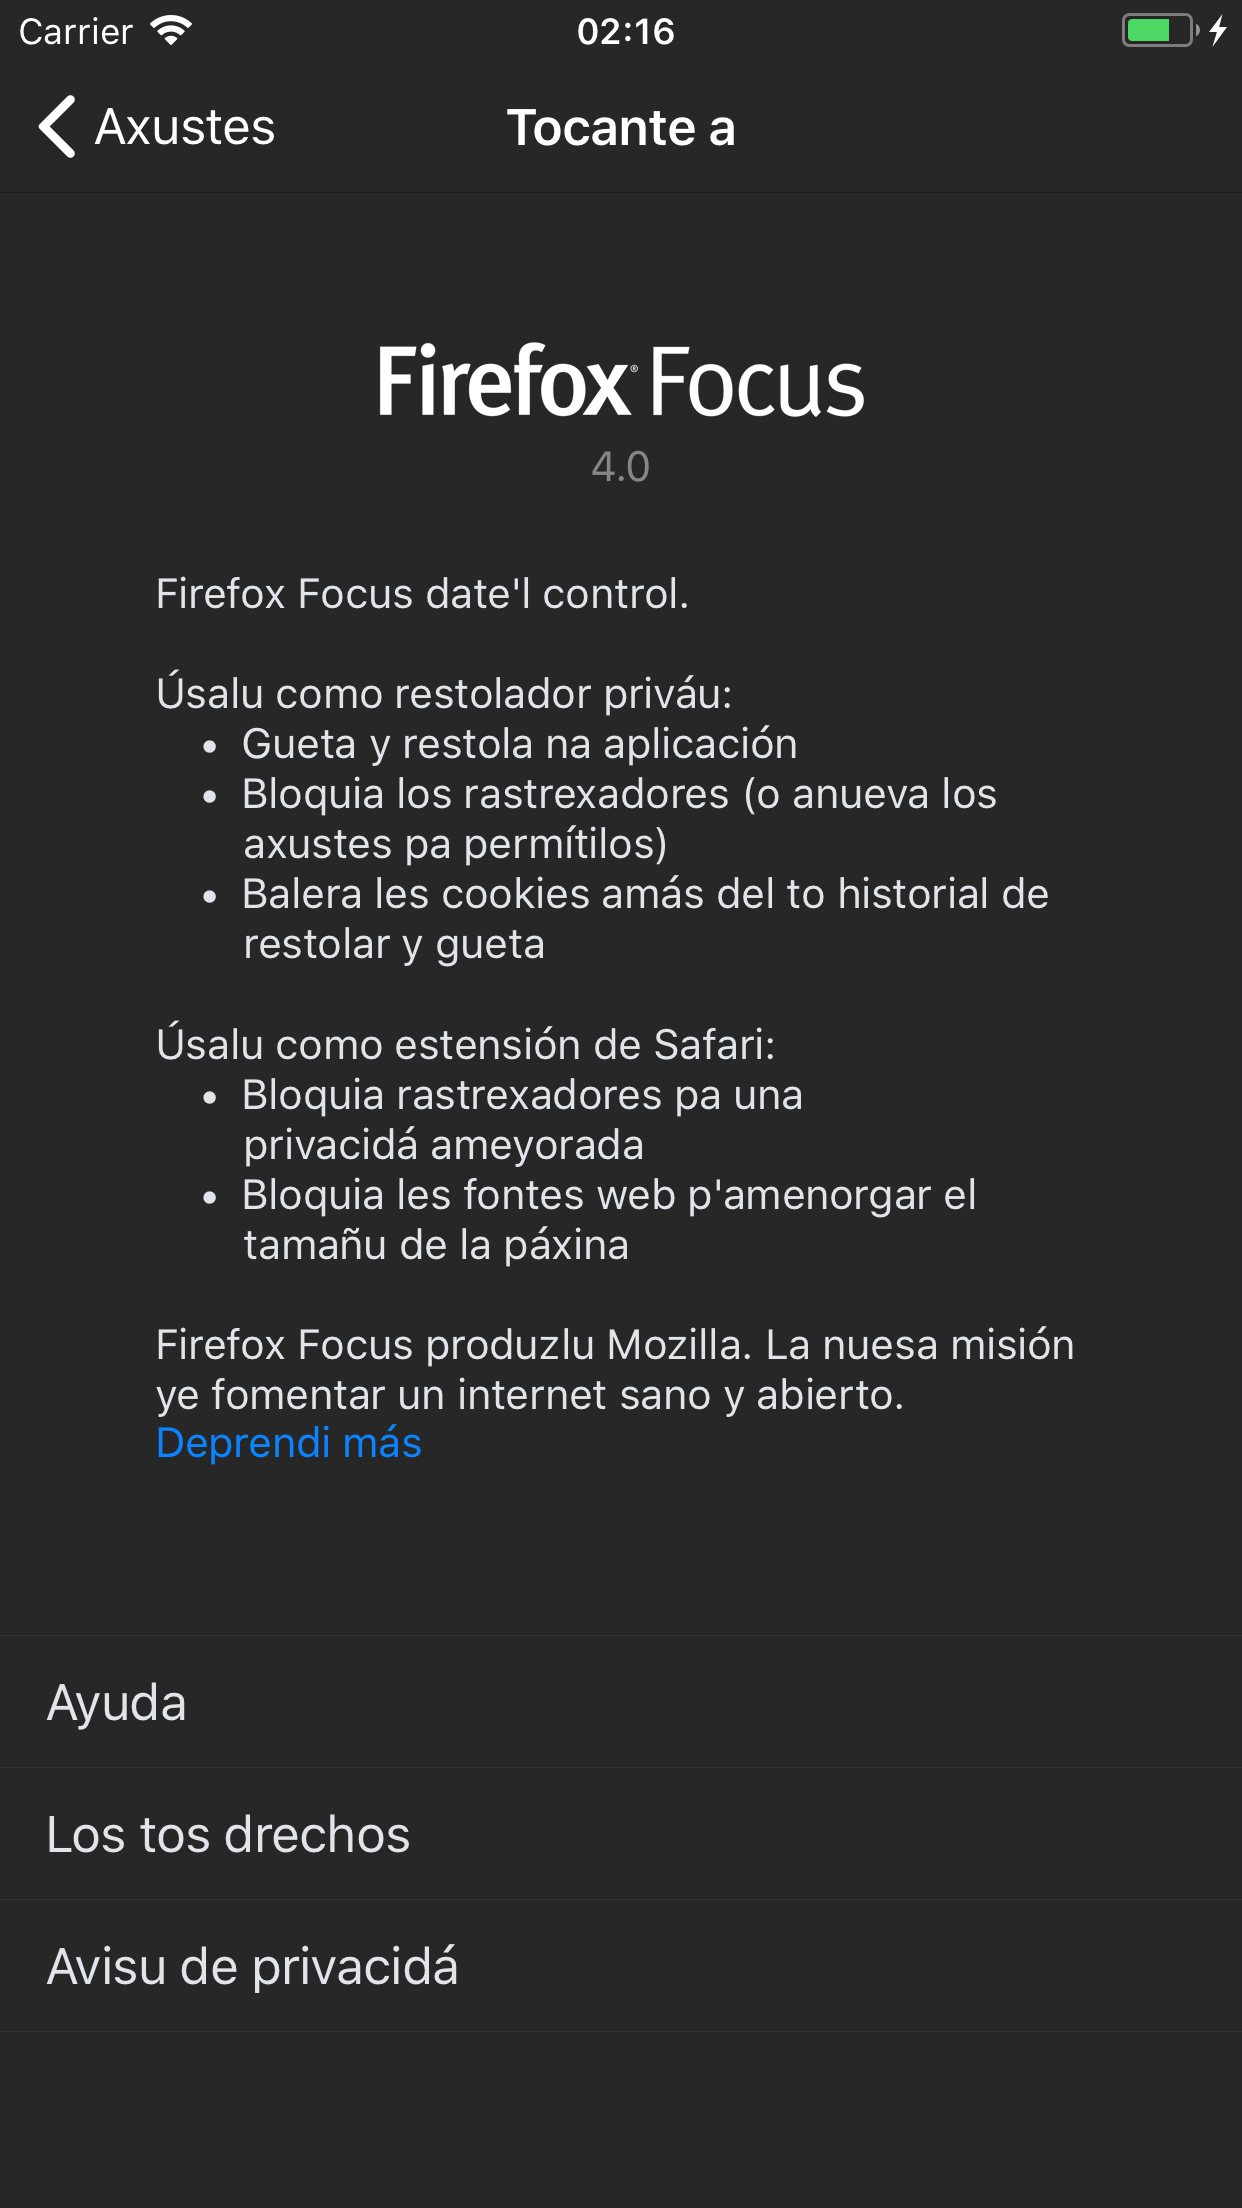 Carrier
02:16
Axustes
Tocante a
Firefox® Focus
4.0
Firefox Focus date'l control.
Úsalu como restolador priváu:
• Gueta y restola na aplicación
• Bloquia los rastrexadores (o anueva los
axustes pa permítilos)
• Balera les cookies amás del to historial de
restolar y gueta
Úsalu como estensión de Safari:
• Bloquia rastrexadores pa una
privacidá ameyorada
• Bloquia les fontes web p'amenorgar el
tamañu de la páxina
Firefox Focus produzlu Mozilla. La nuesa misión
ye fomentar un internet sano y abierto.
Deprendi más
Ayuda
Los tos drechos
Avisu de privacidá